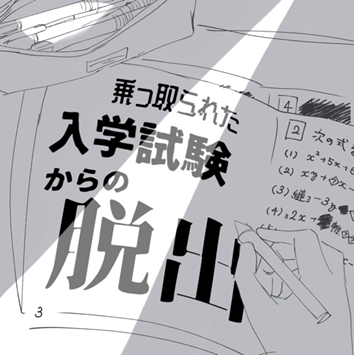 乗っ取られた
入学試験
からの
脱出
3
4
2 次の式
(1) x²+5x+6
(2) xy+
(3)
(4) 2x+